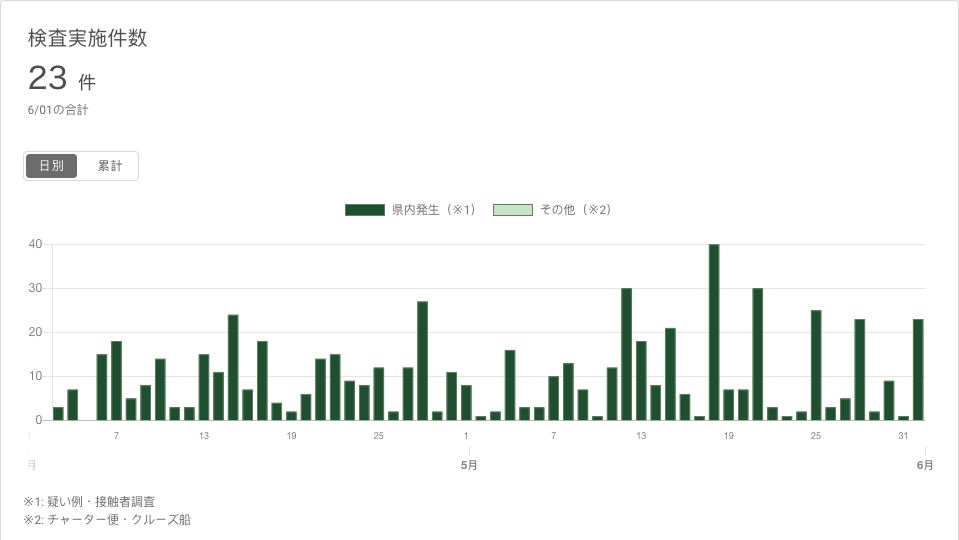 検査実施件数
23 件
6/01の合計
日別 累計
県内発生（※1） その他（※2）
40
30
20
10
0
7 13 19 25 1 7 13 19 25 31
月 5月 6月
※1: 疑い例・接触者調査
※2: チャーター便・クルーズ船